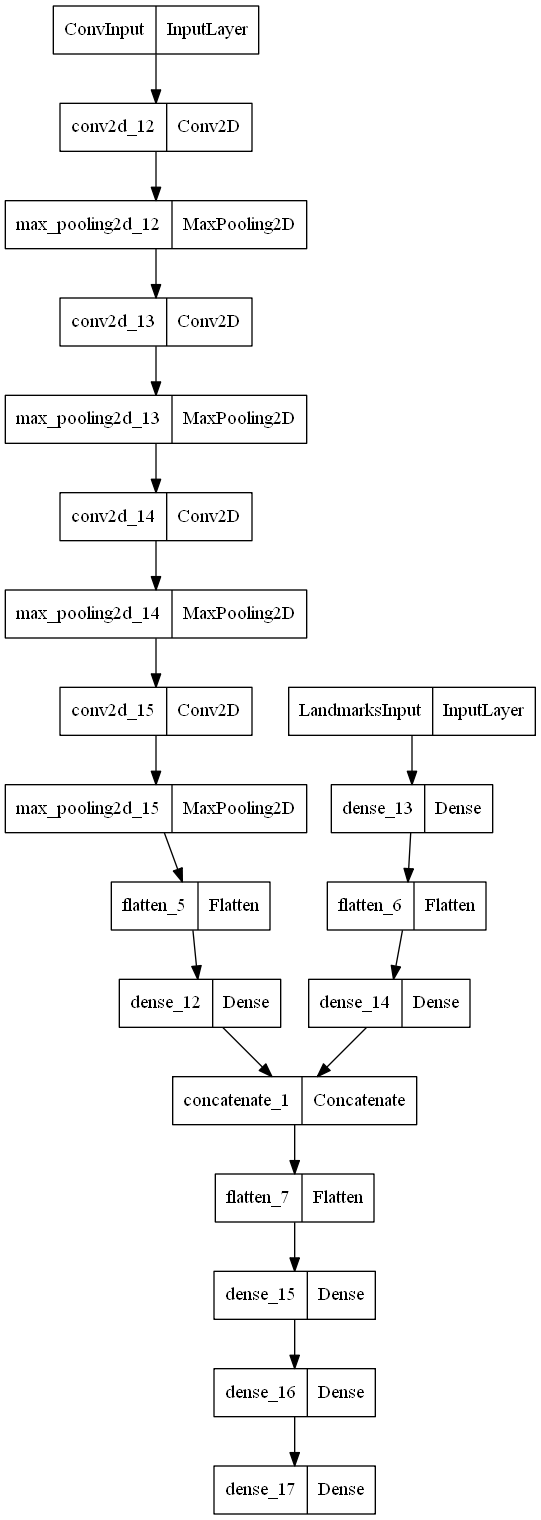 ConvInput InputLayer
conv2d_12 Conv2D
max_pooling2d_12 MaxPooling2D
conv2d_13 Conv2D
max_pooling2d_13 MaxPooling2D
conv2d_14 Conv2D
max_pooling2d_14 MaxPooling2D
conv2d_15 Conv2D
LandmarksInput InputLayer
max_pooling2d_15 MaxPooling2D
dense_13 Dense
flatten_5 Flatten
flatten_6 Flatten
dense_12 Dense
dense_14 Dense
concatenate_1 Concatenate
flatten_7 Flatten
dense_15 Dense
dense_16 Dense
dense_17 Dense